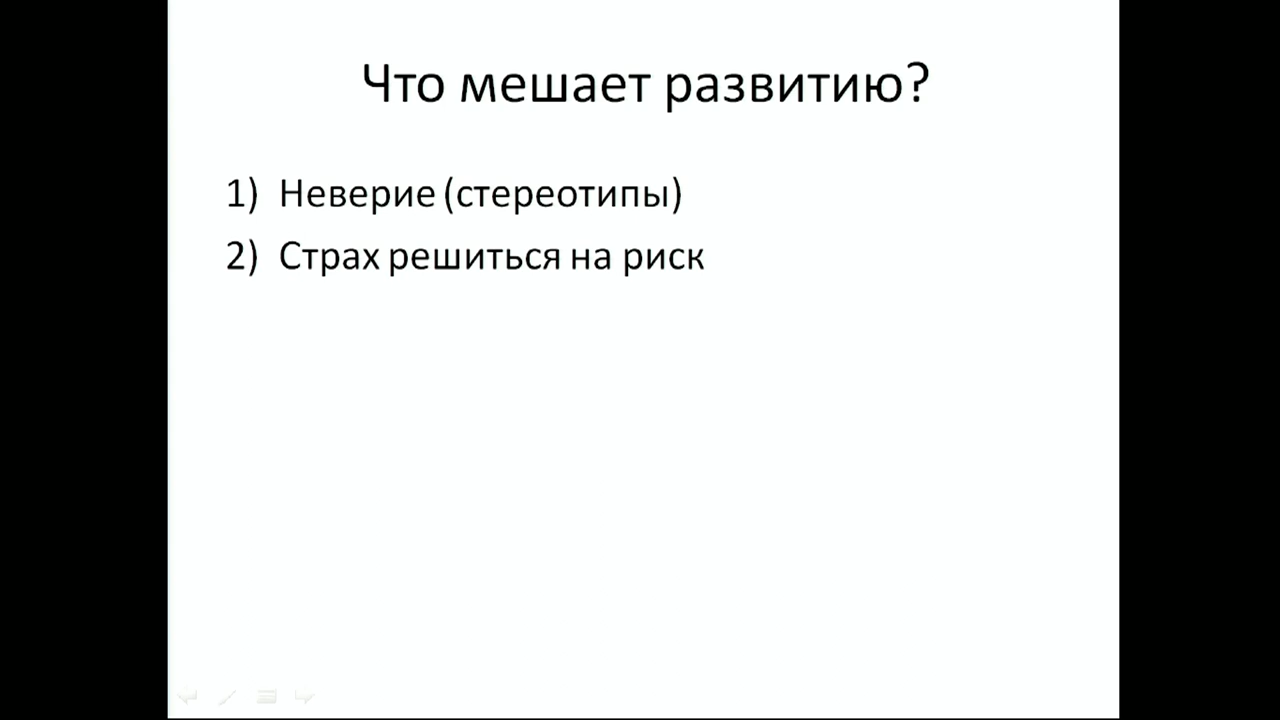 Что мешает развитию?
1) Неверие (стереотипы)
2) Страх решиться на риск